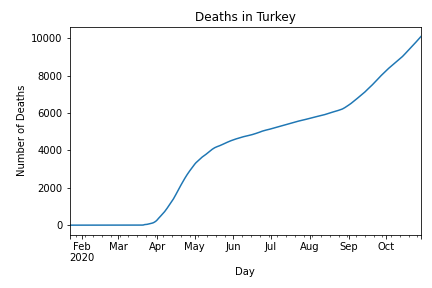 Deaths in Turkey
Number of Deaths
10000
8000
6000
4000
2000
0
Feb Mar Apr May Jun Jul Aug Sep Oct
2020
Day